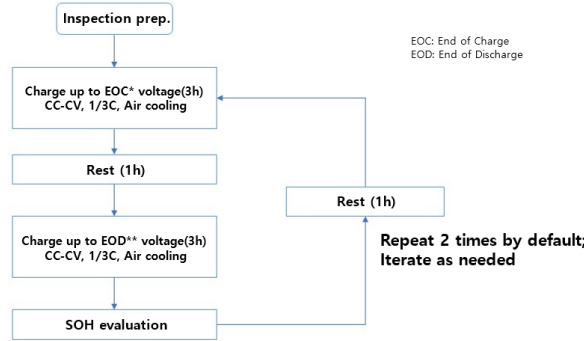 Inspection prep.
EOC: End of Charge
EOD: End of Discharge
Charge up to EOC* voltage(3h)
CC-CV, 1/3C, Air cooling
Rest (1h)
Rest (1h)
Charge up to EOD** voltage(3h)
CC-CV, 1/3C, Air cooling
Repeat 2 times by default;
Iterate as needed
SOH evaluation